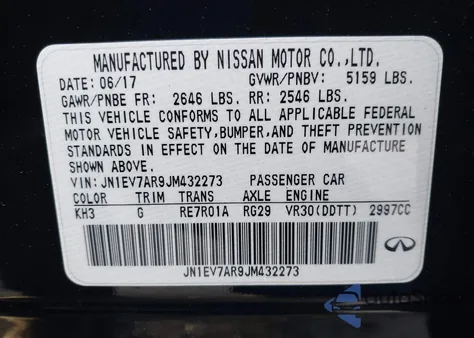 MANUFACTURED BY NISSAN MOTOR CO.,LTD.
DATE: 06/17 GVWR/PNBV: 5159 LBS.
GAWR/PNBE FR: 2646 LBS. RR: 2546 LBS.
THIS VEHICLE CONFORMS TO ALL APPLICABLE FEDERAL
MOTOR VEHICLE SAFETY, BUMPER, AND THEFT PREVENTION
STANDARDS IN EFFECT ON THE DATE OF MANUFACTURE
SHOWN ABOVE.
VIN: JN1EV7AR9JM432273 PASSENGER CAR
COLOR TRIM TRANS AXLE ENGINE
KH3 G RE7R01A RG29 VR30(DDTT) 2997CC
JN1EV7AR9JM432273